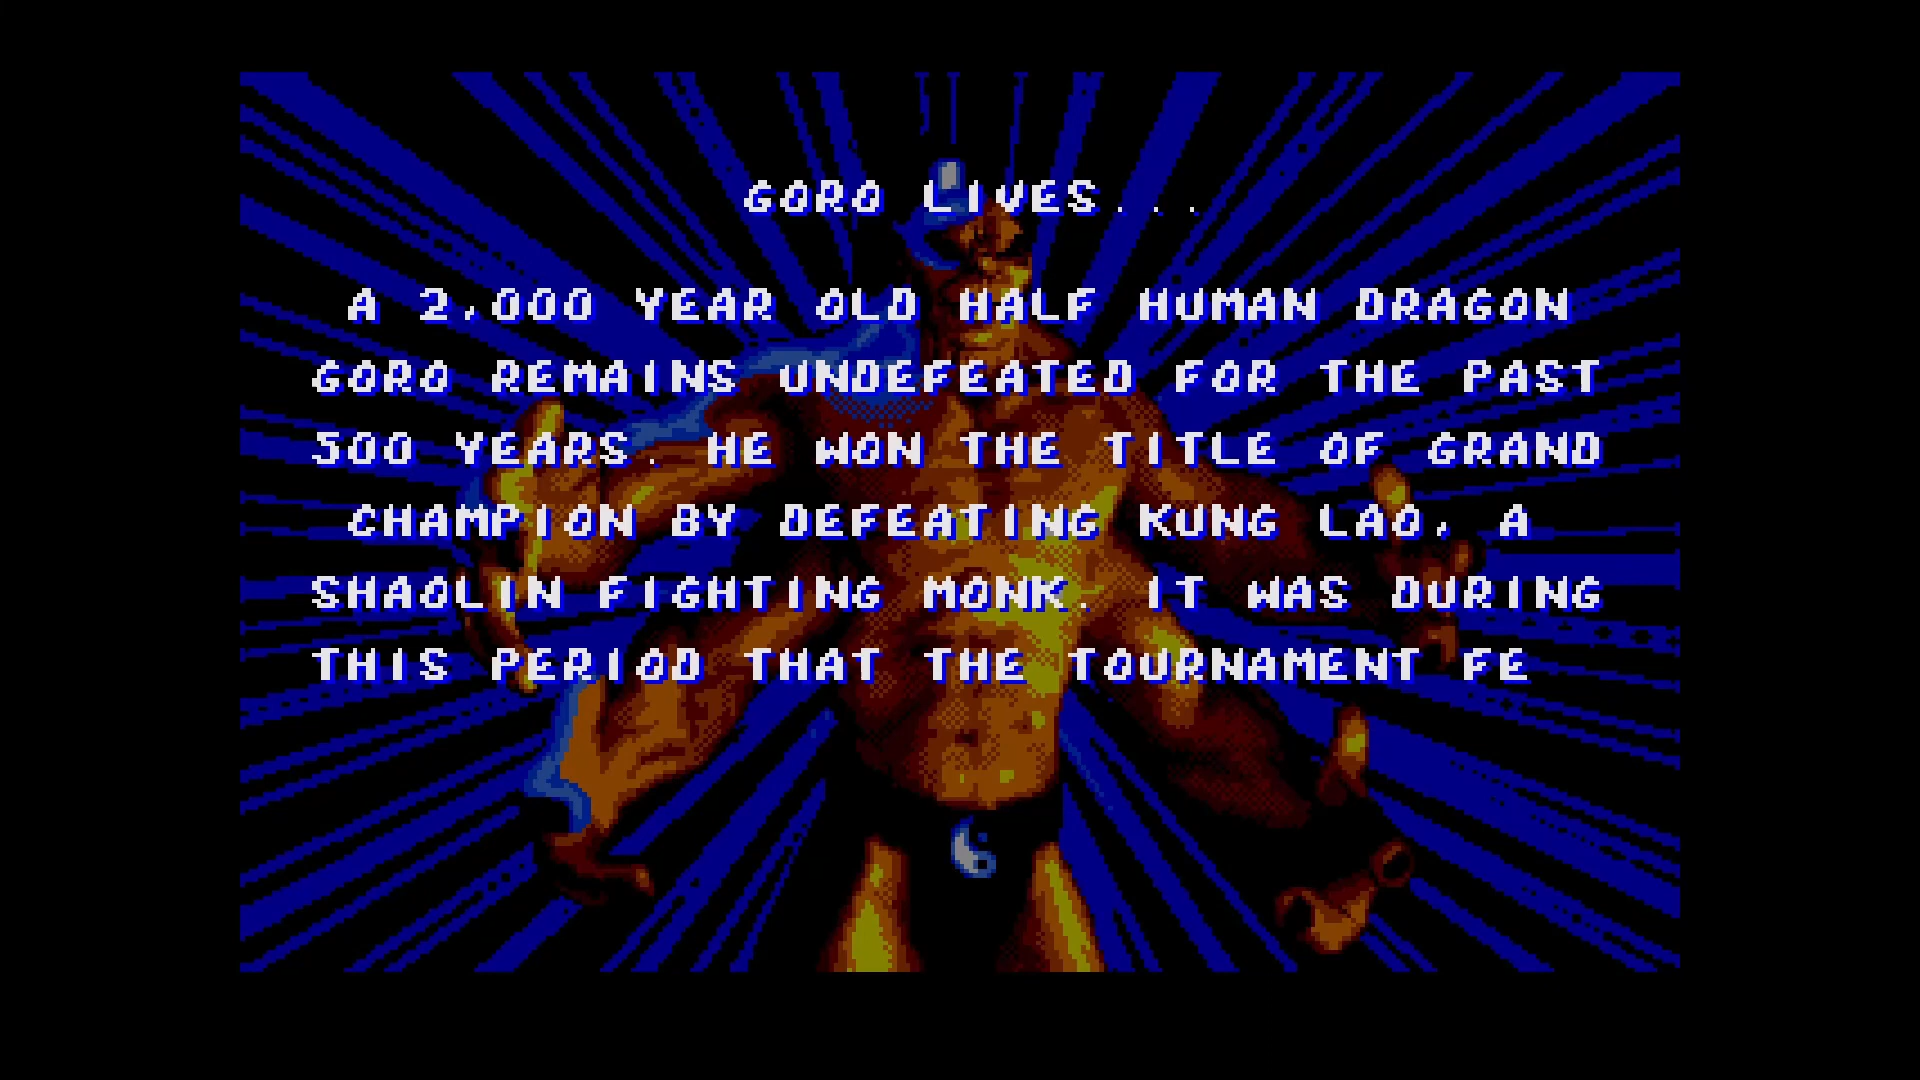 GORO LIVES...
A 2,000 YEAR OLD HALF HUMAN DRAGON
GORO REMAINS UNDEFEATED FOR THE PAST
500 YEARS. HE WON THE TITLE OF GRAND
CHAMPION BY DEFEATING KUNG LAO, A
SHAOLIN FIGHTING MONK. IT WAS DURING
THIS PERIOD THAT THE TOURNAMENT FE